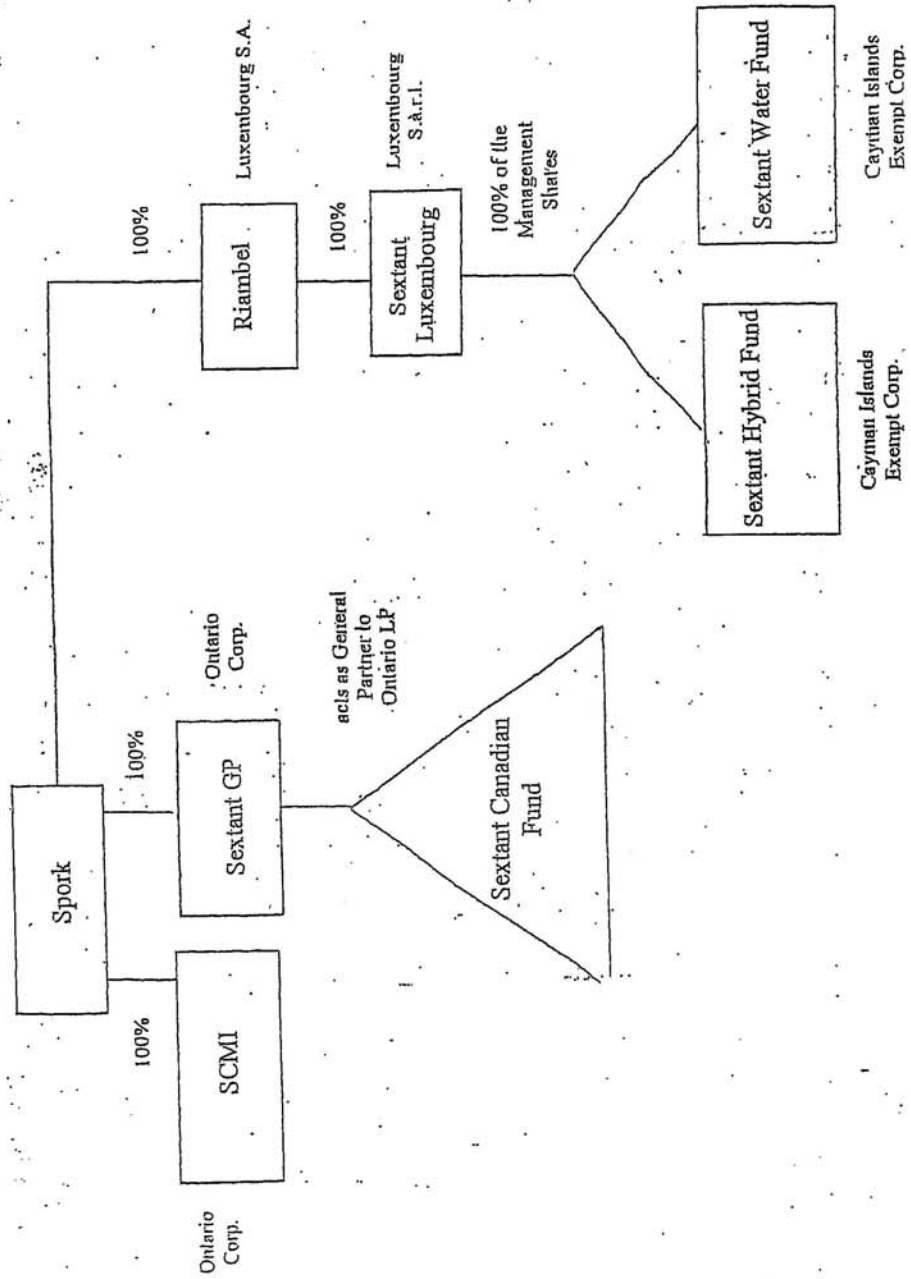 Spork
100%
100%
100%
Ontario
Corp.
SCMI
Sextant GP
Ontario
Corp.
Riambel
Luxembourg S.A.
100%
acts as General
Partner to
Ontario LP
Sextant
Luxembourg
Luxembourg
S.à.r.l.
Sextant Canadian
Fund
100% of the
Management
Shares
Sextant Hybrid Fund
Sextant Water Fund
Cayman Islands
Exempt Corp.
Cayman Islands
Exempt Corp.